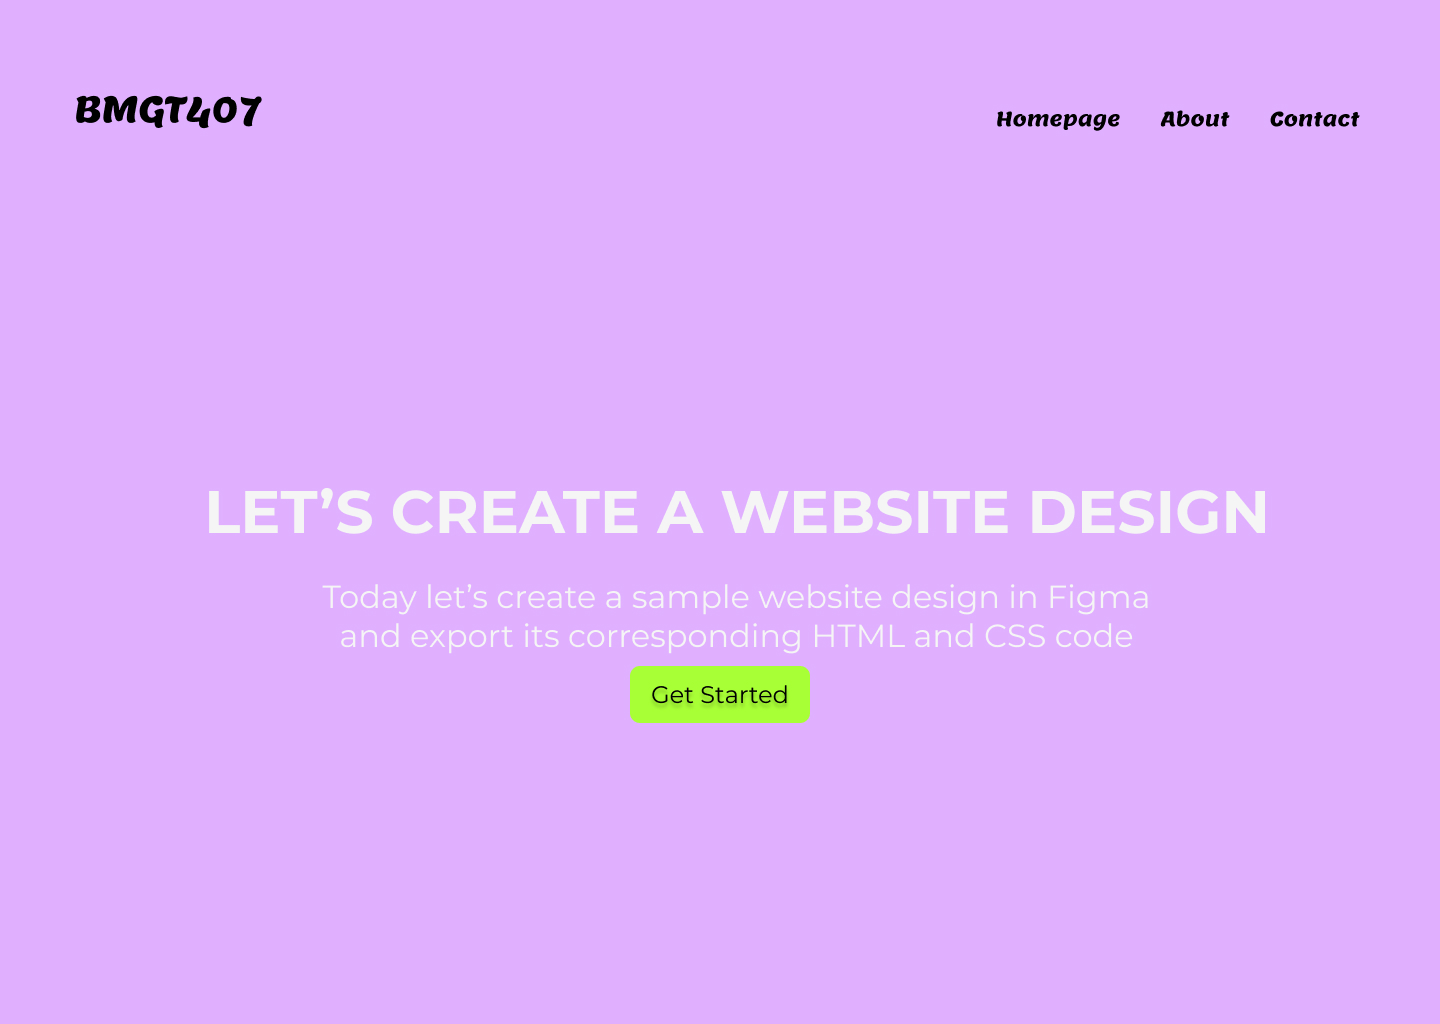 BMGT407
Homepage About Contact
LET’S CREATE A WEBSITE DESIGN
Today let’s create a sample website design in Figma
and export its corresponding HTML and CSS code
Get Started